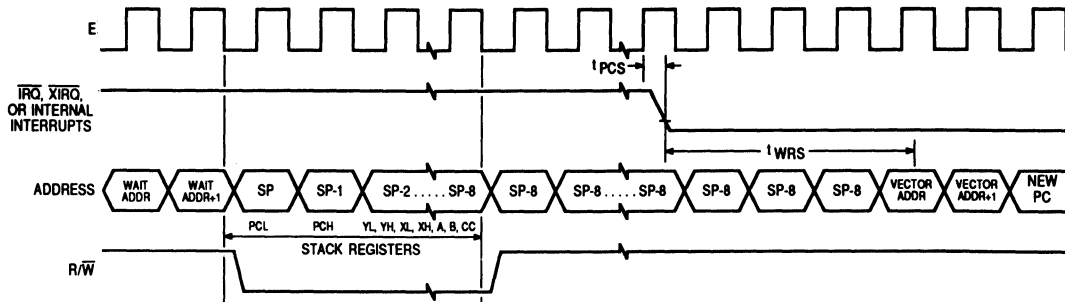 E
t PCS
IRQ, XIRQ,
OR INTERNAL
INTERRUPTS
t WRS
ADDRESS
WAIT ADDR
WAIT ADDR+1
SP
SP-1
SP-2 ..... SP-8
SP-8
SP-8 ..... SP-8
SP-8
SP-8
SP-8
VECTOR ADDR
VECTOR ADDR+1
NEW PC
PCL
PCH
YL, YH, XL, XH, A, B, CC
STACK REGISTERS
R/W